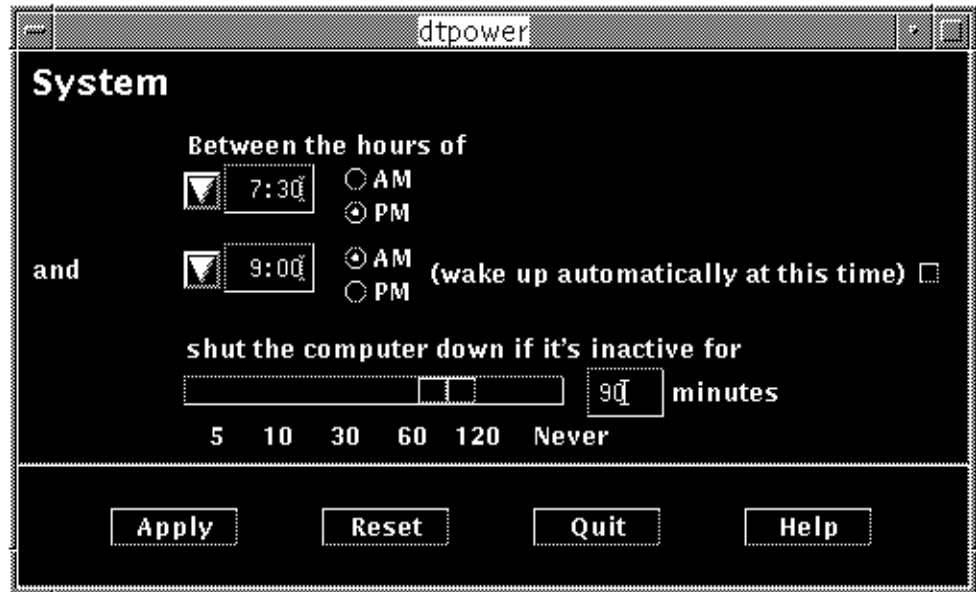 dtpower
System
Between the hours of
7:30
AM
PM
and
9:00
AM
PM
(wake up automatically at this time)
shut the computer down if it's inactive for
90 minutes
5 10 30 60 120 Never
Apply Reset Quit Help